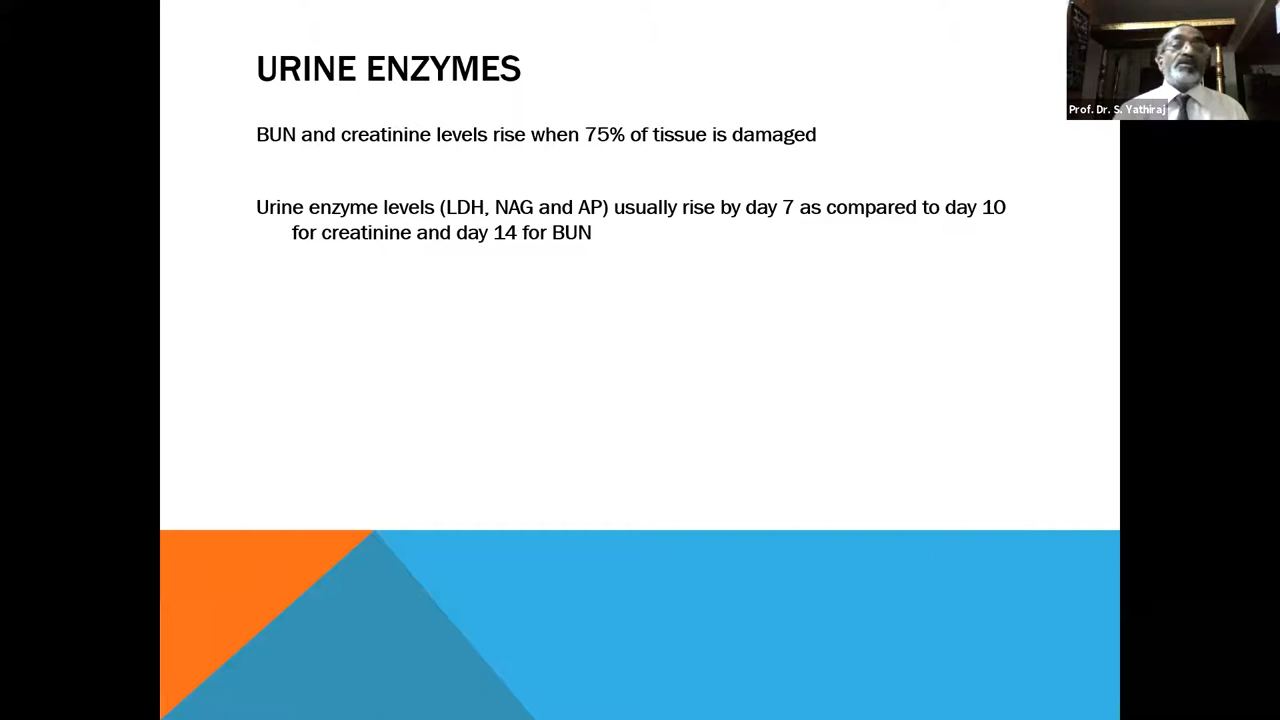 URINE ENZYMES
BUN and creatinine levels rise when 75% of tissue is damaged
Urine enzyme levels (LDH, NAG and AP) usually rise by day 7 as compared to day 10
for creatinine and day 14 for BUN
Prof. Dr. S. Yathiraj